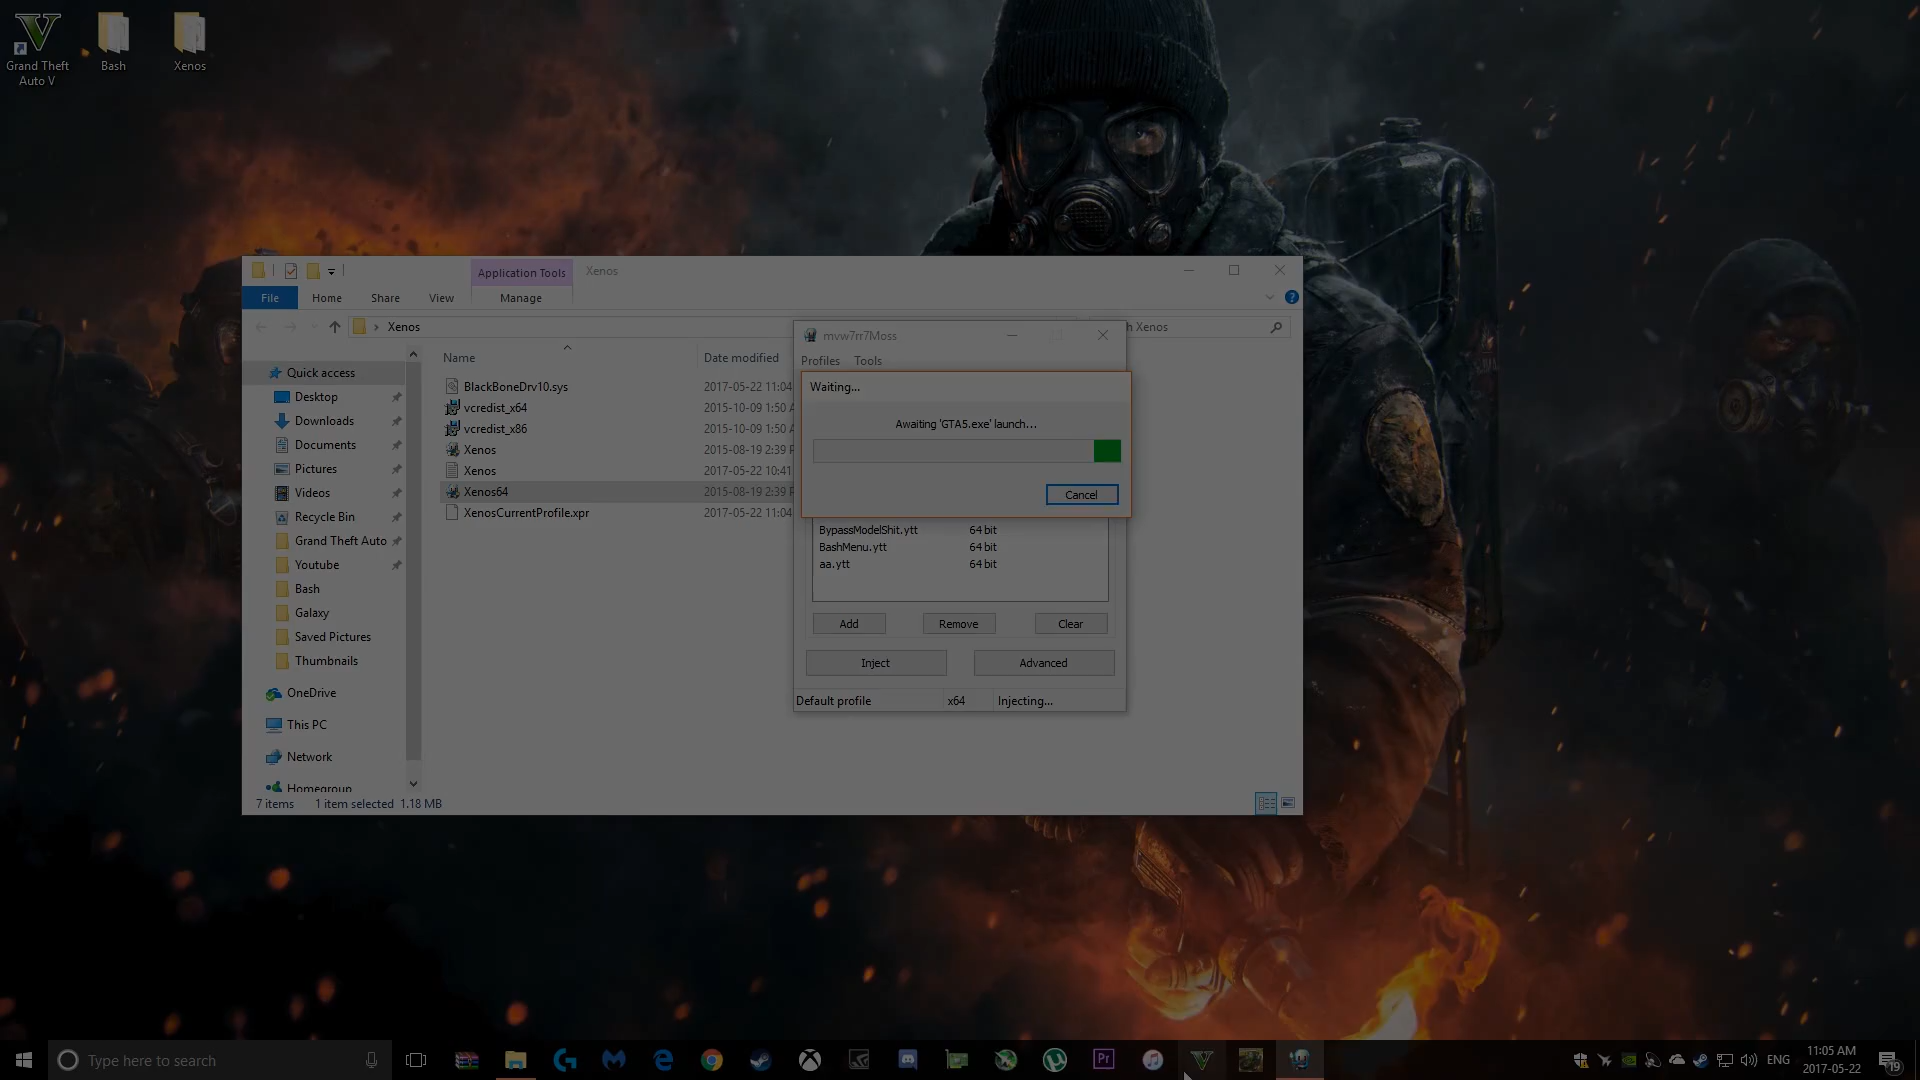 Grand Theft
Auto V
Bash
Xenos
Application Tools
Xenos
File
Home
Share
View
Manage
Xenos
Xenos
Quick access
Desktop
Downloads
Documents
Pictures
Videos
Recycle Bin
Grand Theft Auto
Youtube
Bash
Galaxy
Saved Pictures
Thumbnails
OneDrive
This PC
Network
Homegroup
Name
Date modified
BlackBoneDrv10.sys
2017-05-22 11:04
vcredist_x64
2015-10-09 1:50
vcredist_x86
2015-10-09 1:50
Xenos
2015-08-19 2:39
Xenos
2017-05-22 10:41
Xenos64
2015-08-19 2:39
XenosCurrentProfile.xpr
2017-05-22 11:04
7 items
1 item selected 1.18 MB
mvw7rr7Moss
Profiles
Tools
Waiting...
Awaiting 'GTA5.exe' launch...
Cancel
BypassModelShit.ytt
64 bit
BashMenu.ytt
64 bit
aa.ytt
64 bit
Add
Remove
Clear
Inject
Advanced
Default profile
x64
Injecting...
Type here to search
Pr
ENG
11:05 AM
2017-05-22
19